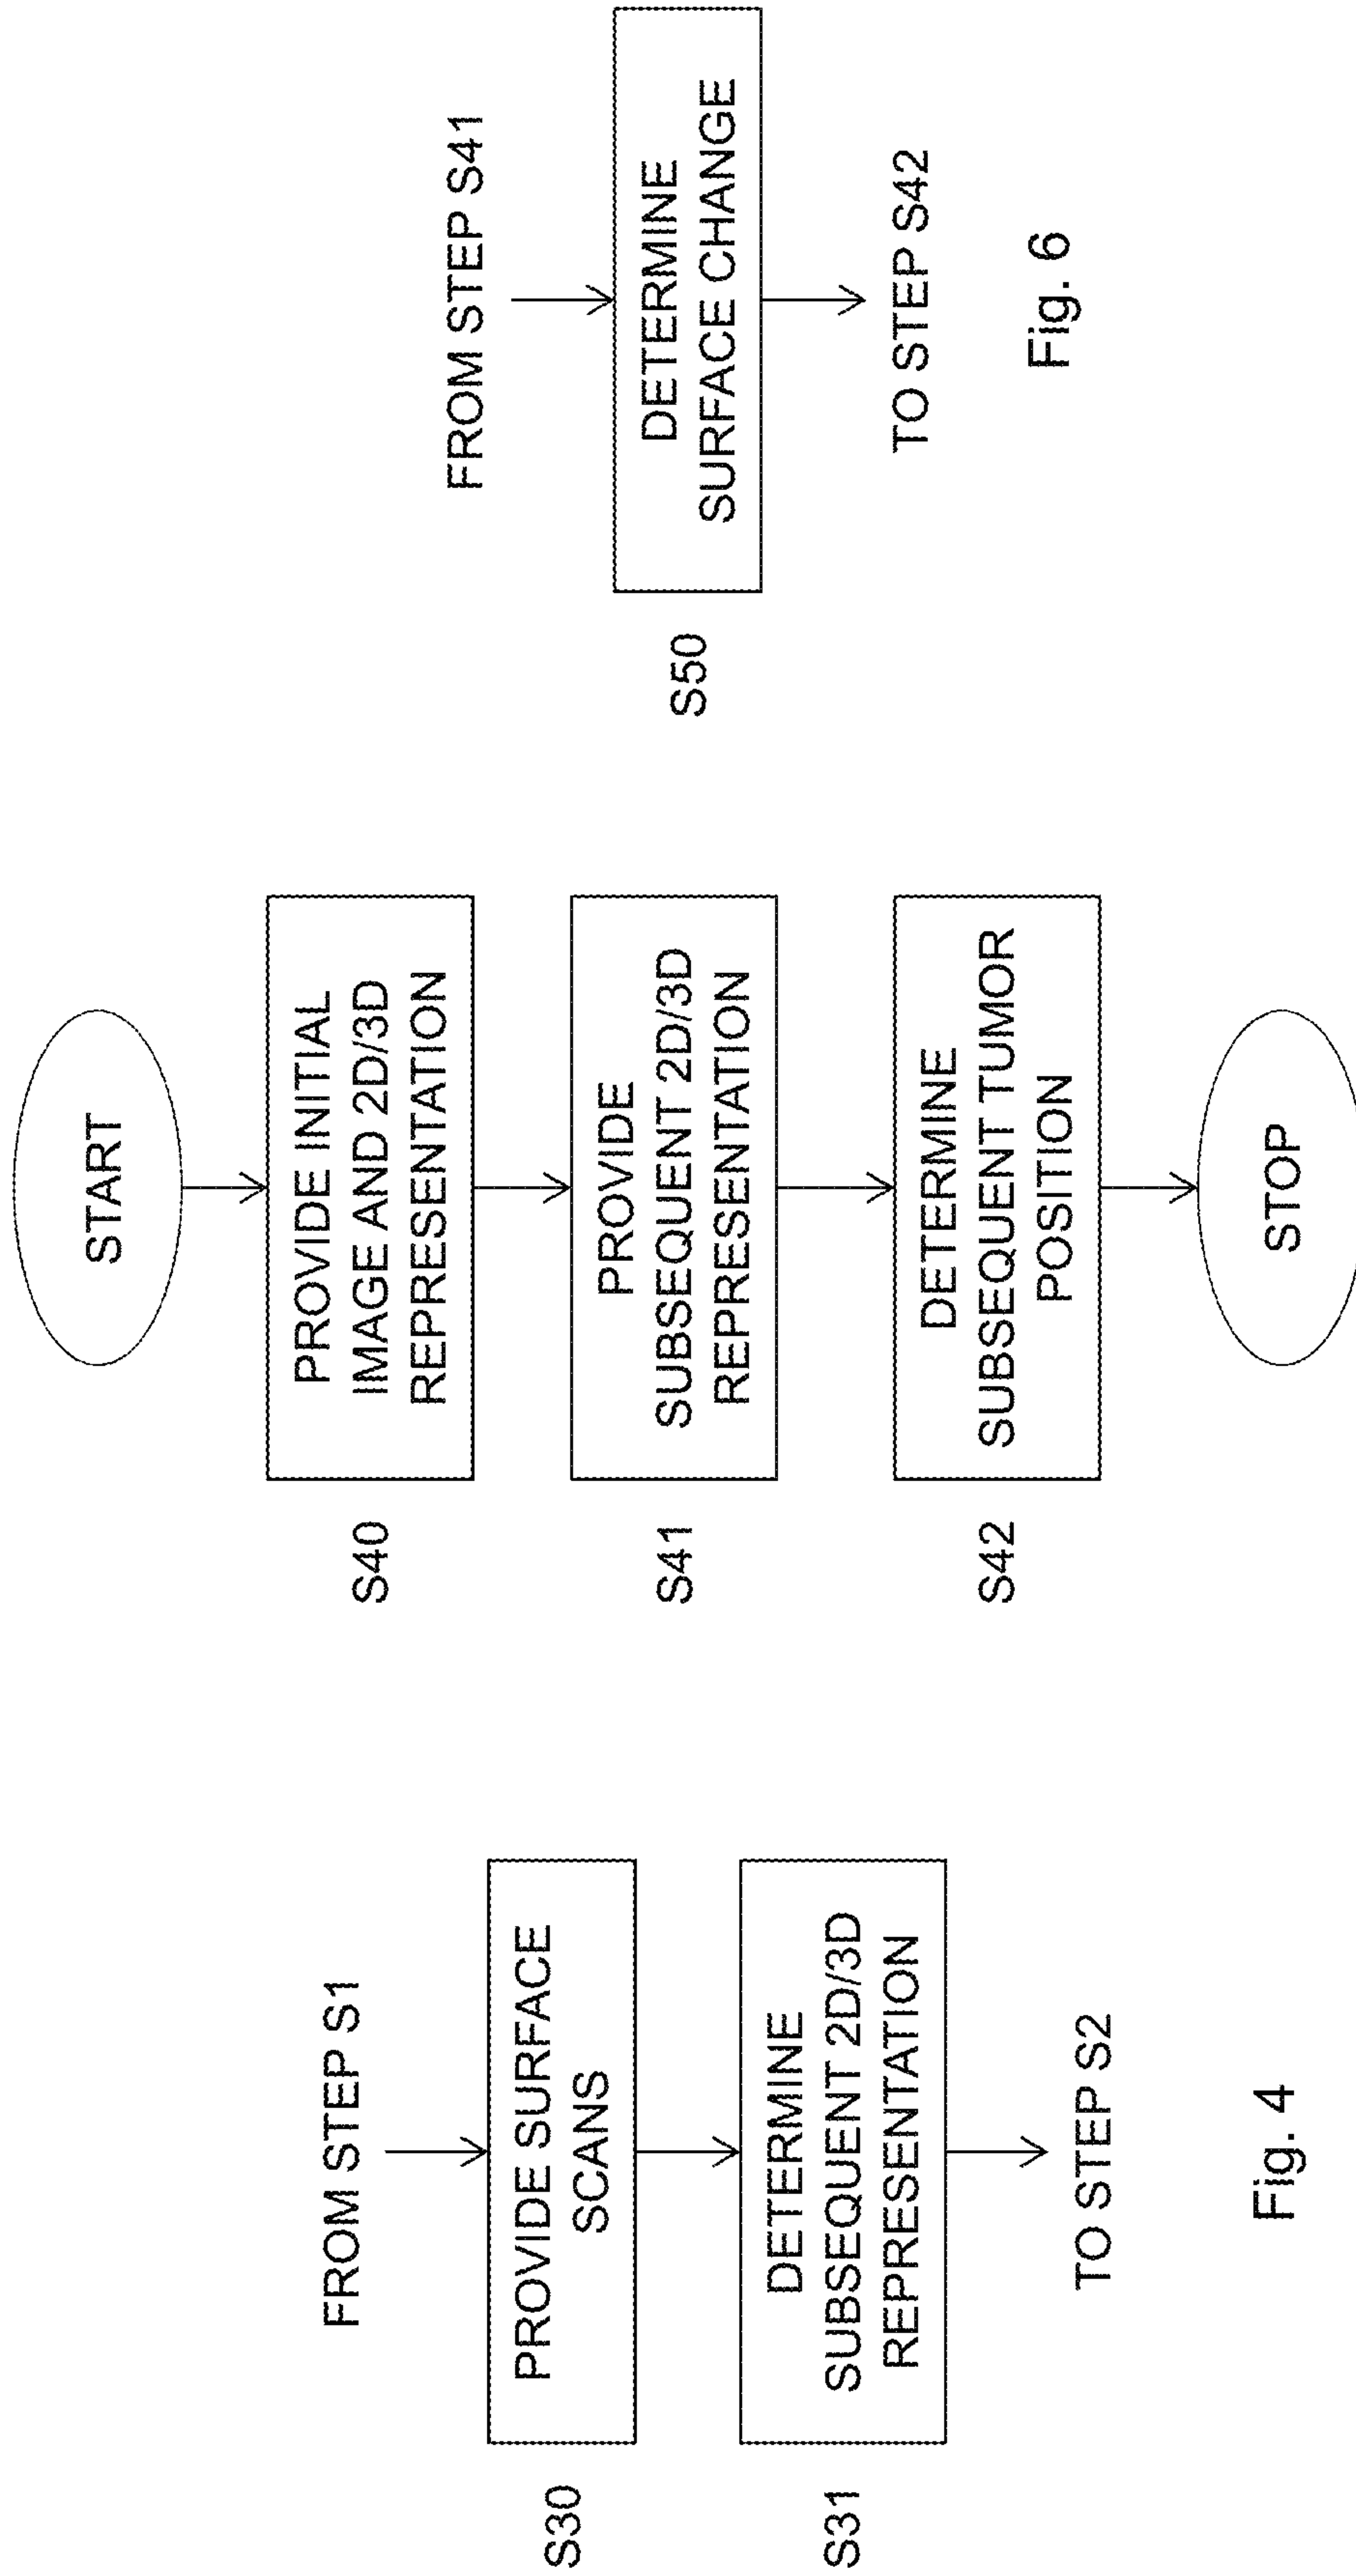 FROM STEP S1
S30
PROVIDE SURFACE
SCANS
S31
DETERMINE
SUBSEQUENT 2D/3D
REPRESENTATION
TO STEP S2
Fig. 4
START
S40
PROVIDE INITIAL
IMAGE AND 2D/3D
REPRESENTATION
S41
PROVIDE
SUBSEQUENT 2D/3D
REPRESENTATION
S42
DETERMINE
SUBSEQUENT TUMOR
POSITION
STOP
FROM STEP S41
S50
DETERMINE
SURFACE CHANGE
TO STEP S42
Fig. 6